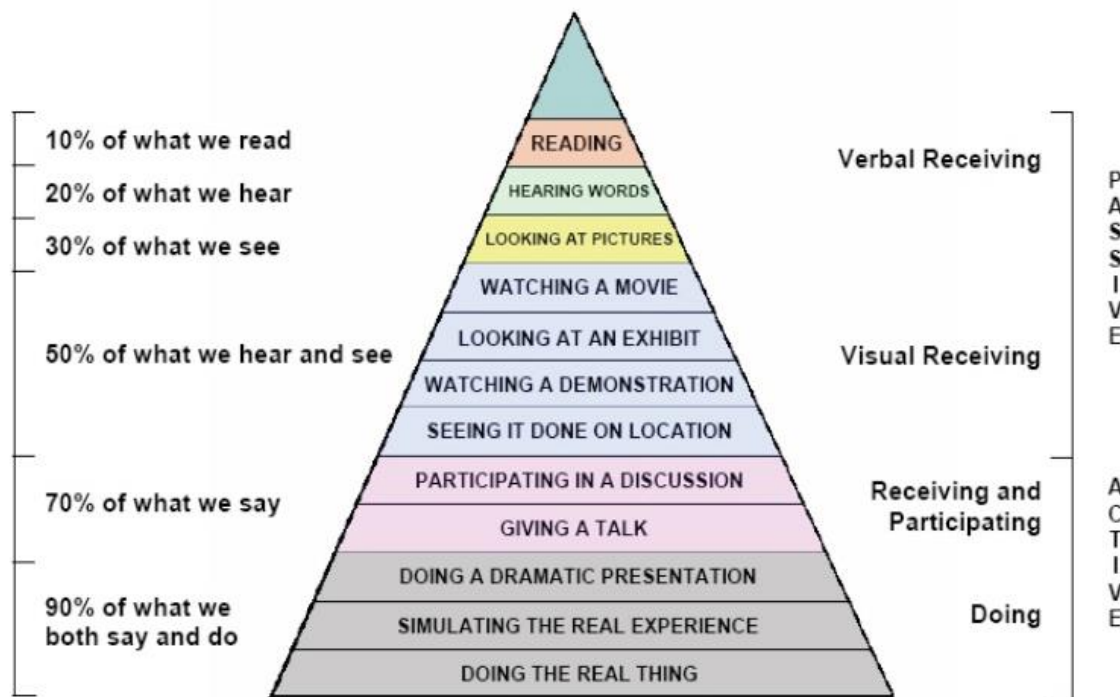 10% of what we read
20% of what we hear
30% of what we see
50% of what we hear and see
70% of what we say
90% of what we
both say and do
READING
HEARING WORDS
LOOKING AT PICTURES
WATCHING A MOVIE
LOOKING AT AN EXHIBIT
WATCHING A DEMONSTRATION
SEEING IT DONE ON LOCATION
PARTICIPATING IN A DISCUSSION
GIVING A TALK
DOING A DRAMATIC PRESENTATION
SIMULATING THE REAL EXPERIENCE
DOING THE REAL THING
Verbal Receiving
Visual Receiving
Receiving and
Participating
Doing
P
A
S
S
I
V
E
A
C
T
I
V
E